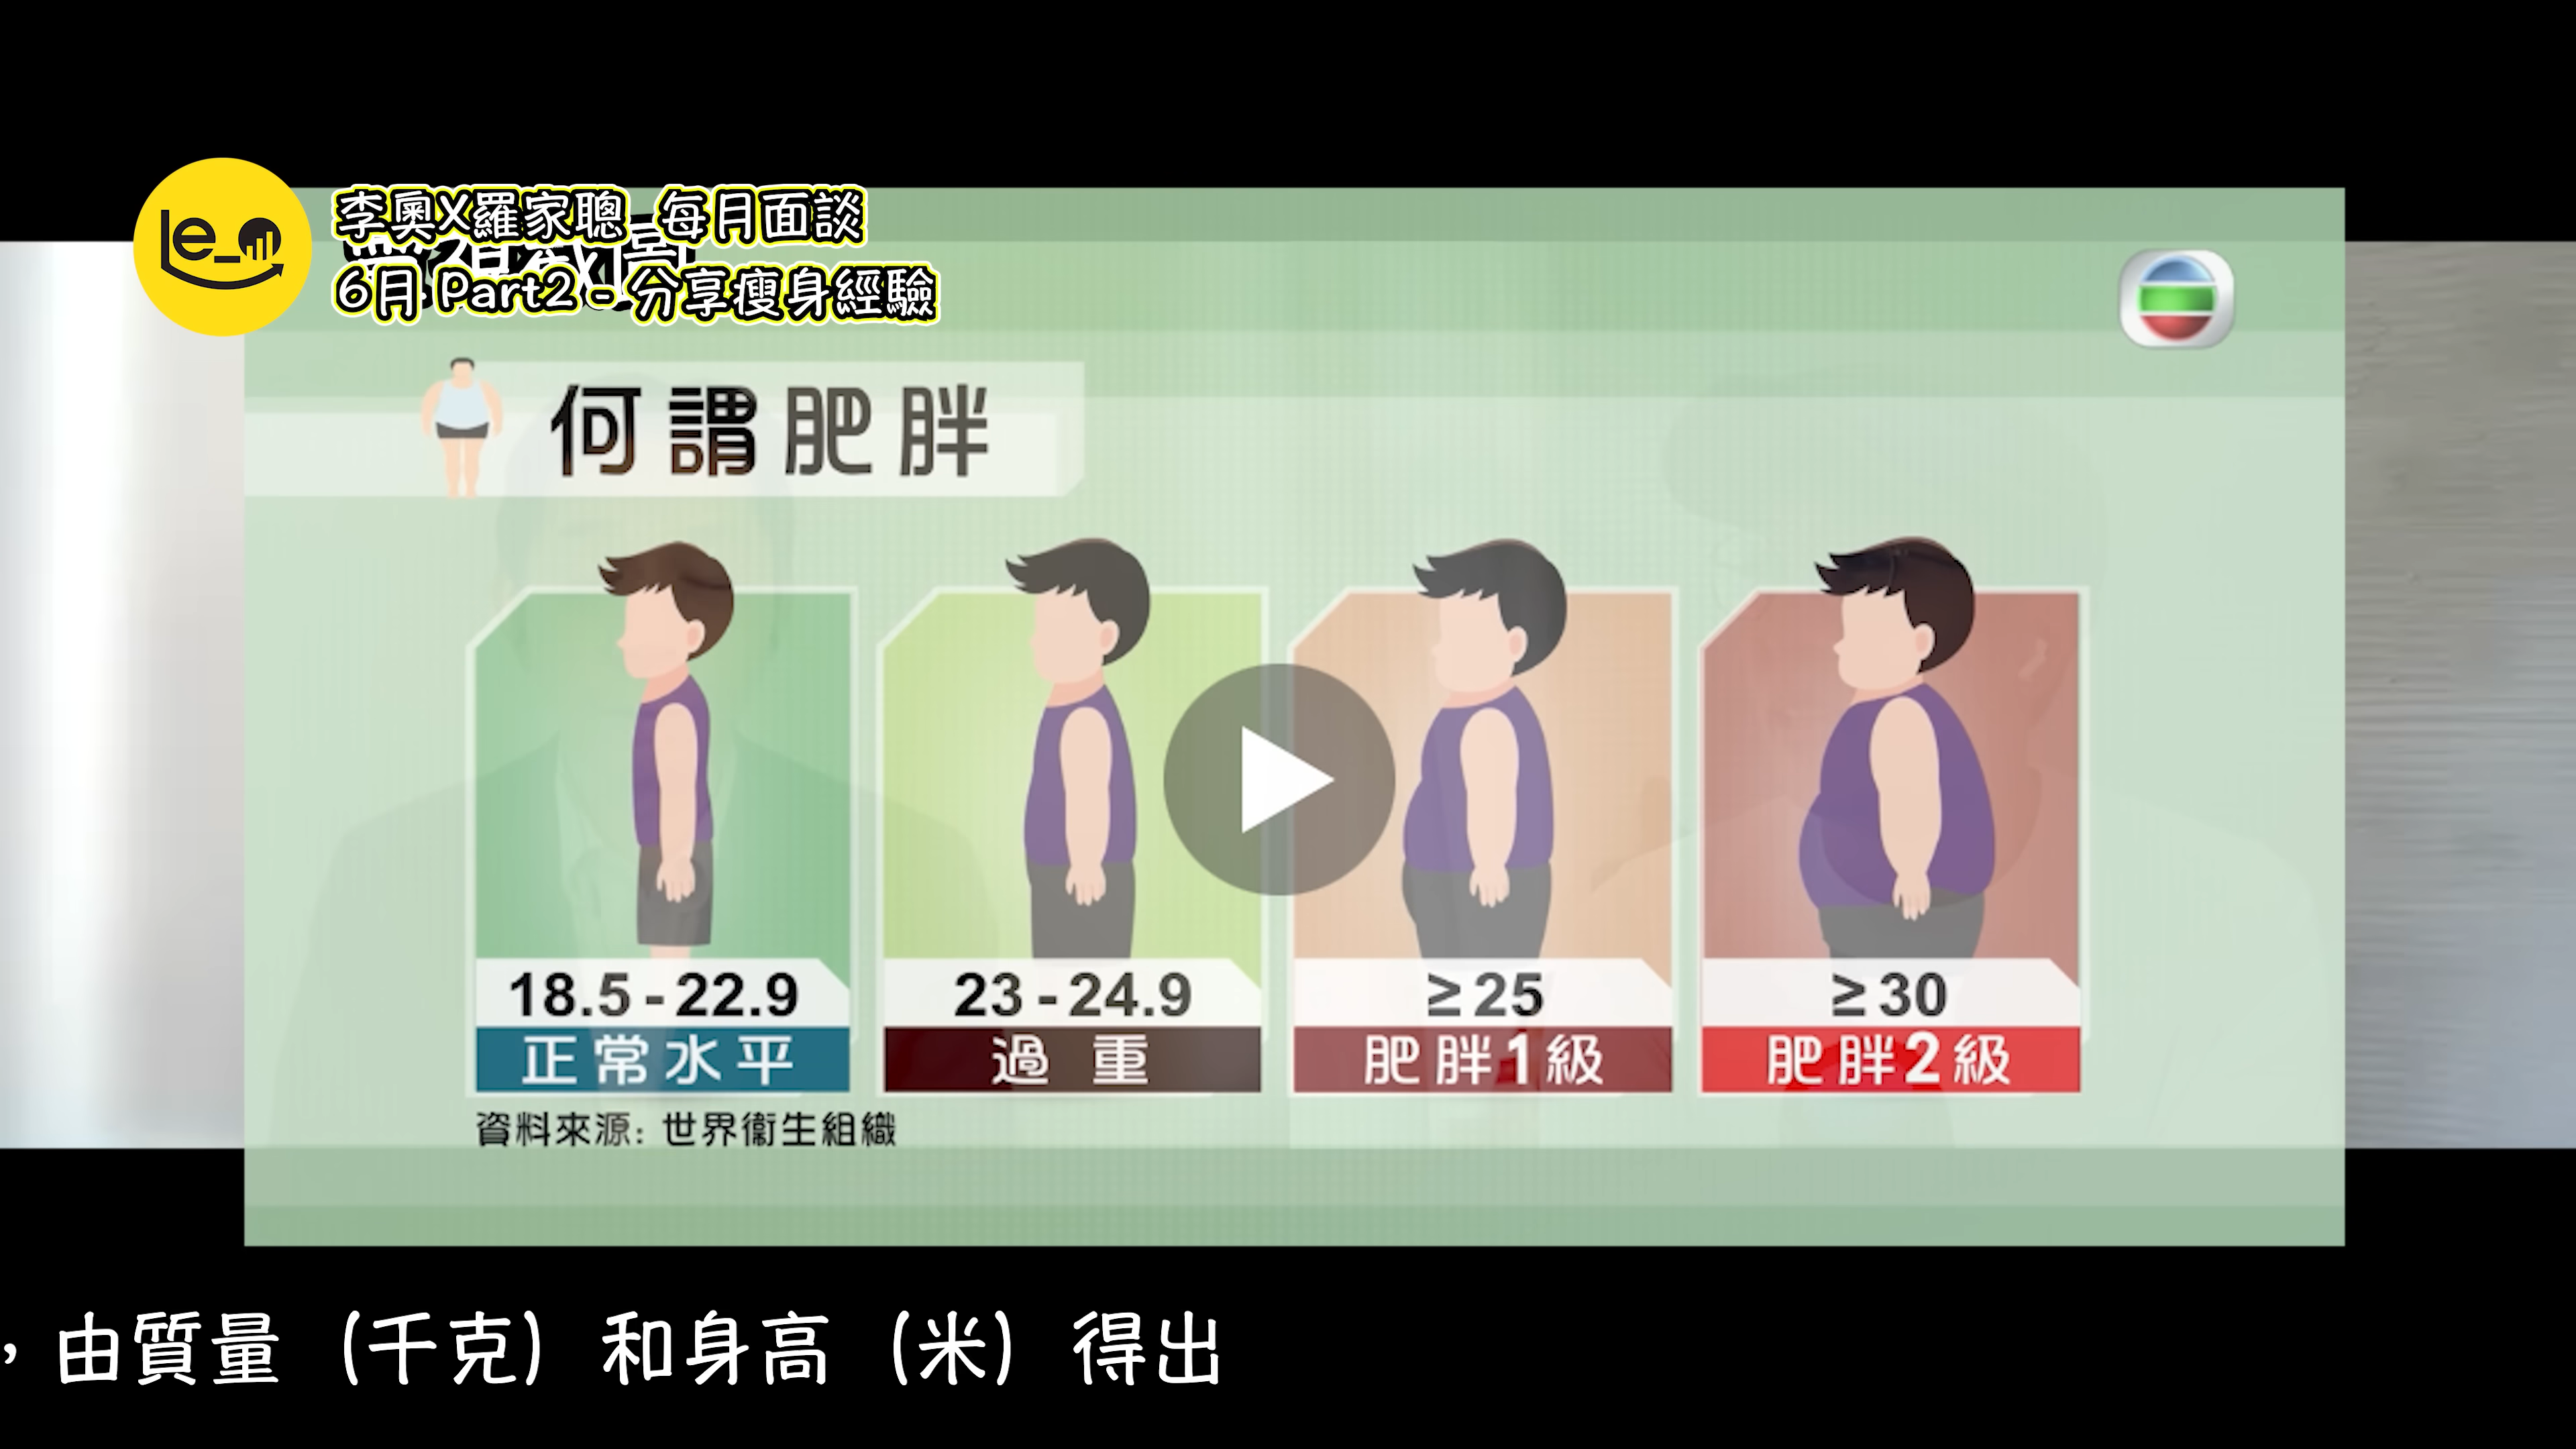 le_
李奧X羅家聰 每月面談
6月 Part2 - 分享瘦身經驗
何謂肥胖
18.5 - 22.9
正常水平
23 - 24.9
過重
≥25
肥胖1級
≥30
肥胖2級
資料來源: 世界衞生組織
，由質量（千克）和身高（米）得出